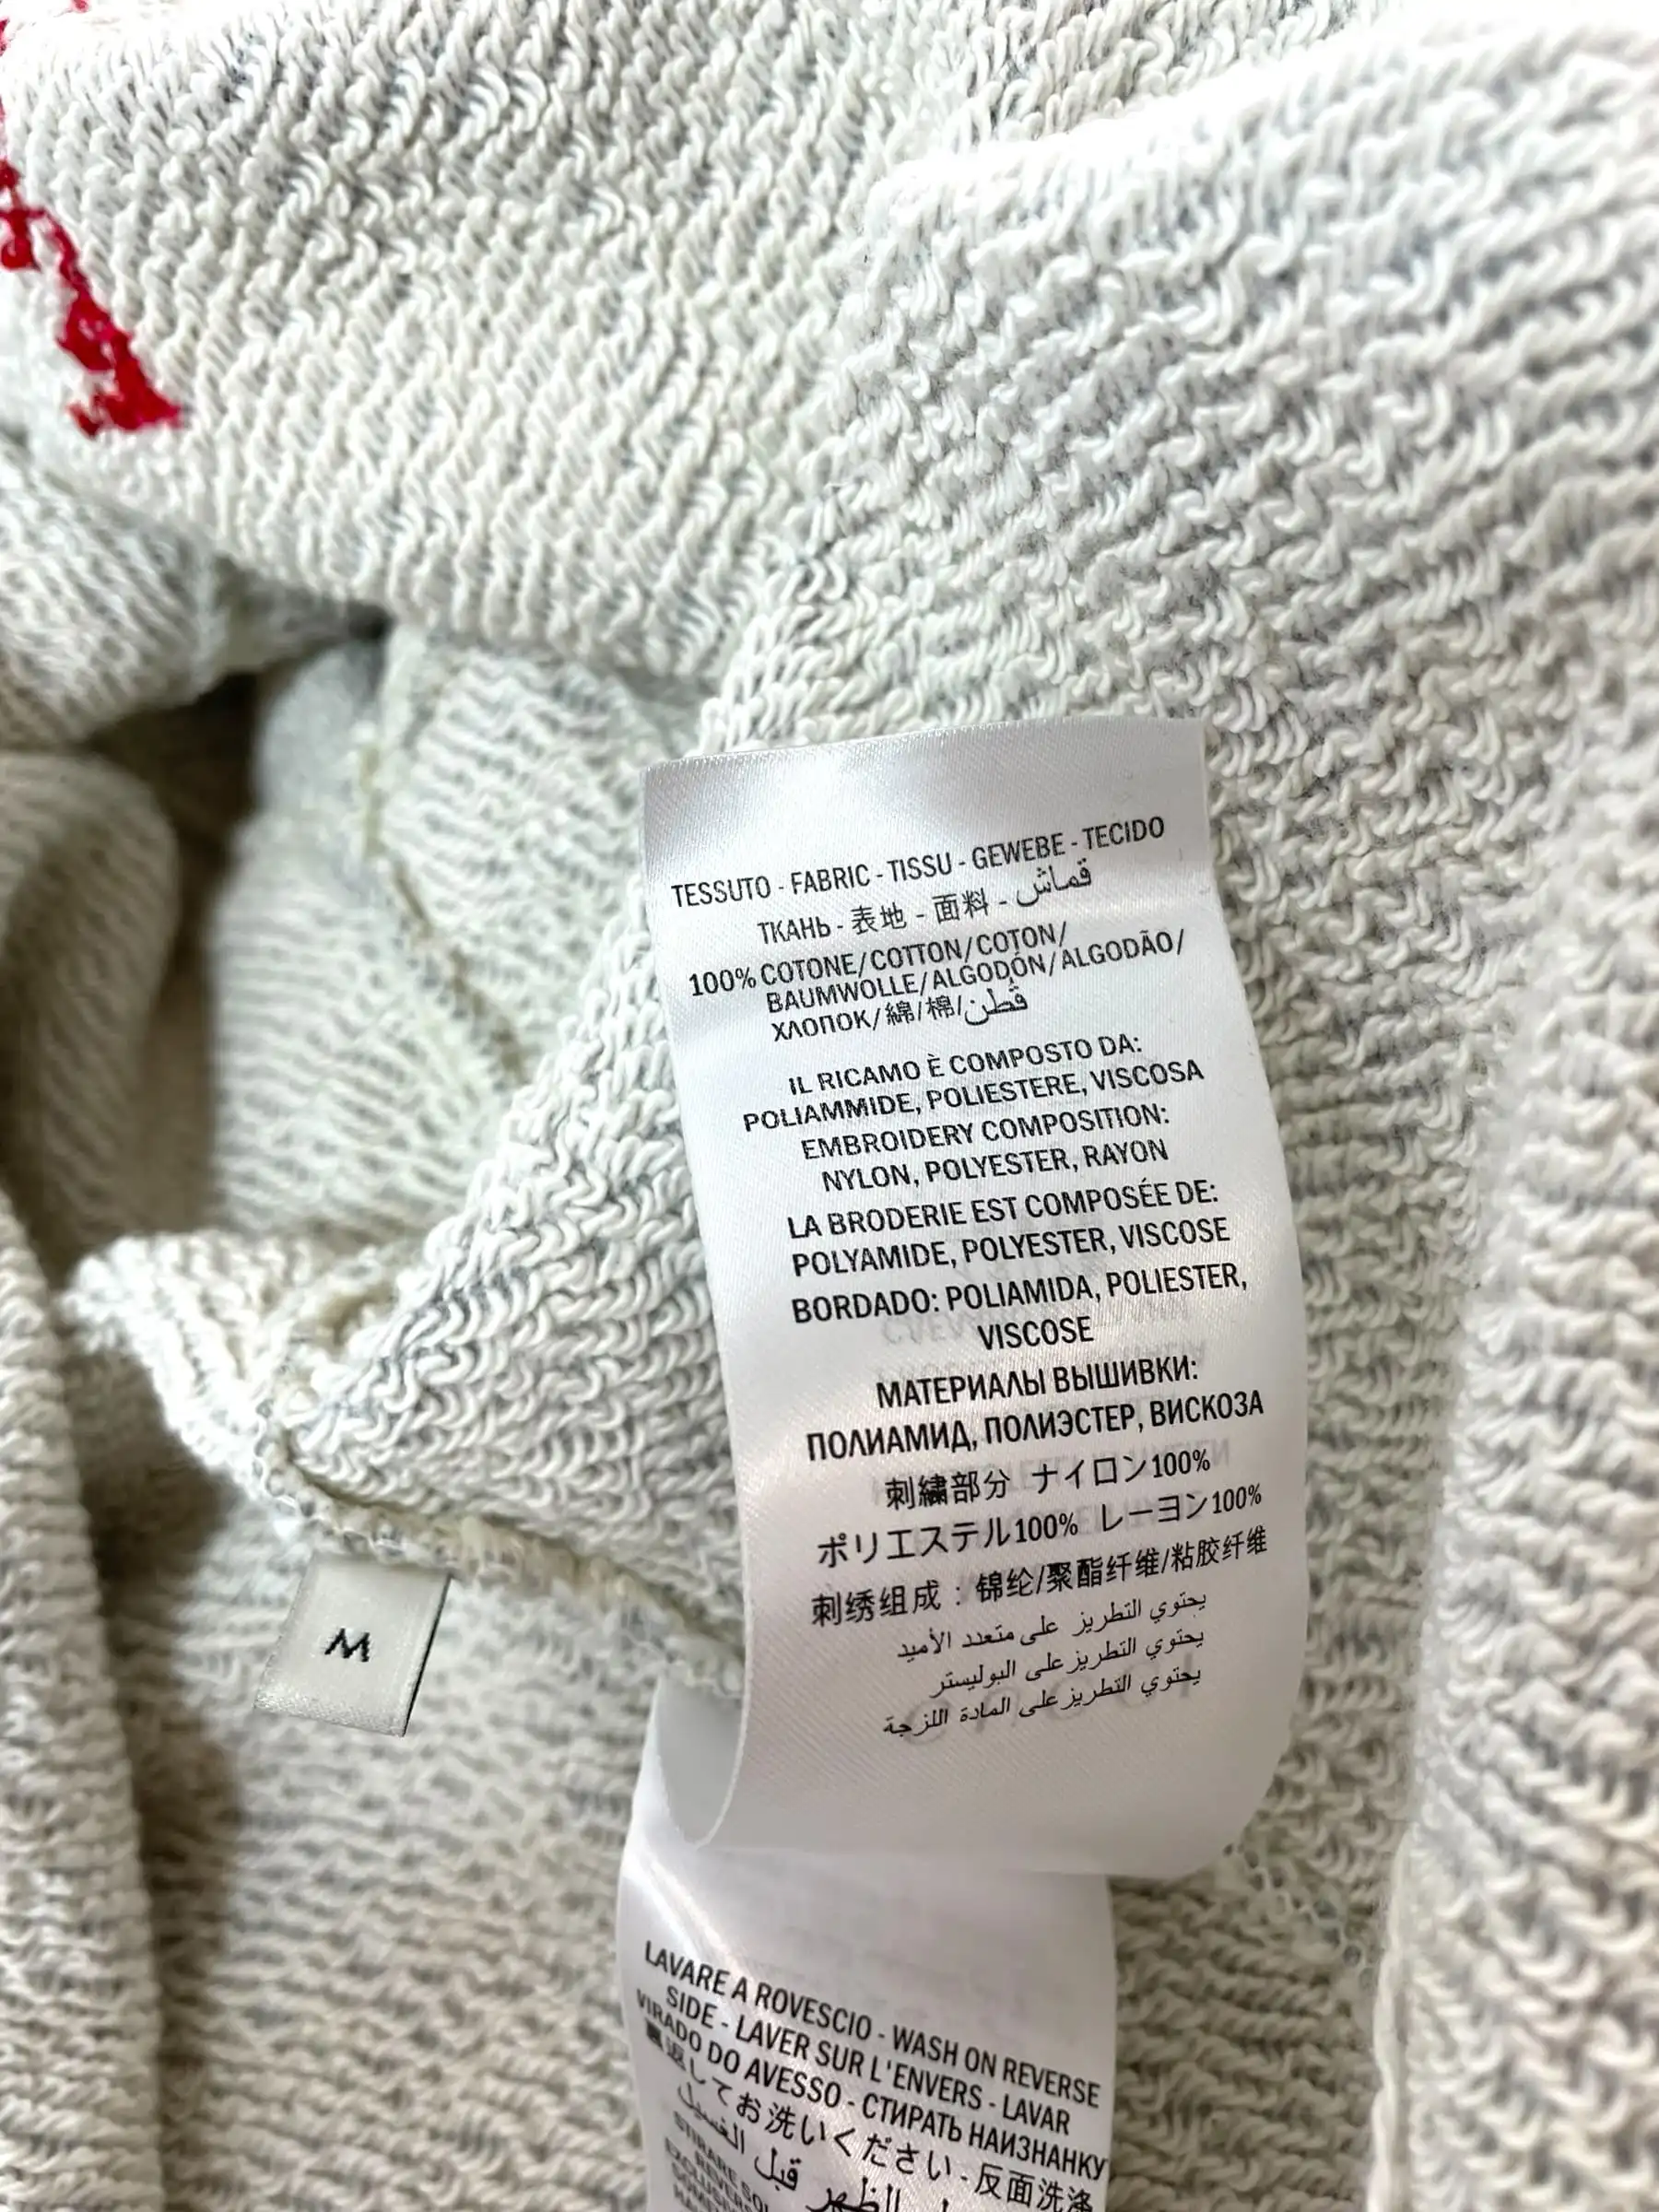 TESSUTO - FABRIC - TISSU - GEWEBE - TECIDO
ТКАНЬ - 表地 - 面料 - قماش
100% COTONE/COTTON/COTON/
BAUMWOLLE/ALGODÓN/ALGODÃO/
ХЛОПОК/綿/棉/قطن
IL RICAMO È COMPOSTO DA:
POLIAMMIDE, POLIESTERE, VISCOSA
EMBROIDERY COMPOSITION:
NYLON, POLYESTER, RAYON
LA BRODERIE EST COMPOSÉE DE:
POLYAMIDE, POLYESTER, VISCOSE
BORDADO: POLIAMIDA, POLIESTER,
VISCOSE
МАТЕРИАЛЫ ВЫШИВКИ:
ПОЛИАМИД, ПОЛИЭСТЕР, ВИСКОЗА
刺繍部分 ナイロン100%
ポリエステル100% レーヨン100%
刺绣组成：锦纶/聚酯纤维/粘胶纤维
يحتوي التطريز على متعدد الأميد
يحتوي التطريز على البوليستر
يحتوي التطريز على المادة اللزجة
M
LAVARE A ROVESCIO - WASH ON REVERSE
SIDE - LAVER SUR L'ENVERS - LAVAR
VIRADO DO AVESSO - СТИРАТЬ НАИЗНАНКУ
返してお洗いください - 反面洗涤
قبل الغسيل
STIRARE